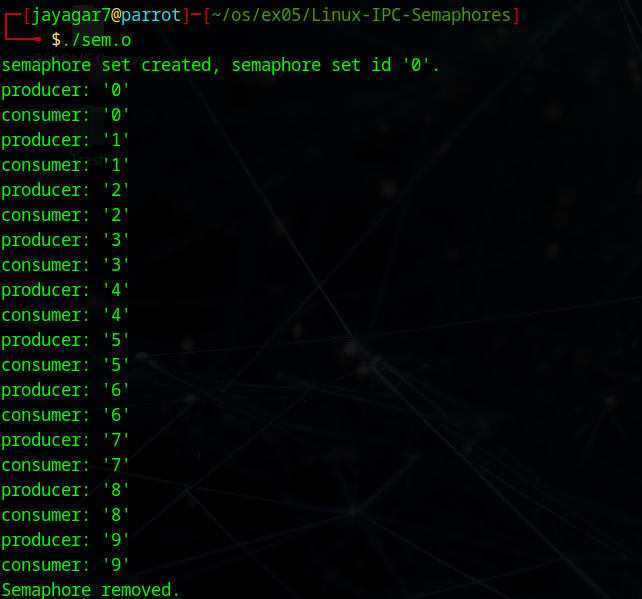 ┌─[jayagar7@parrot]─[~/os/ex05/Linux-IPC-Semaphores]
└──╼ $./sem.o
semaphore set created, semaphore set id '0'.
producer: '0'
consumer: '0'
producer: '1'
consumer: '1'
producer: '2'
consumer: '2'
producer: '3'
consumer: '3'
producer: '4'
consumer: '4'
producer: '5'
consumer: '5'
producer: '6'
consumer: '6'
producer: '7'
consumer: '7'
producer: '8'
consumer: '8'
producer: '9'
consumer: '9'
Semaphore removed.